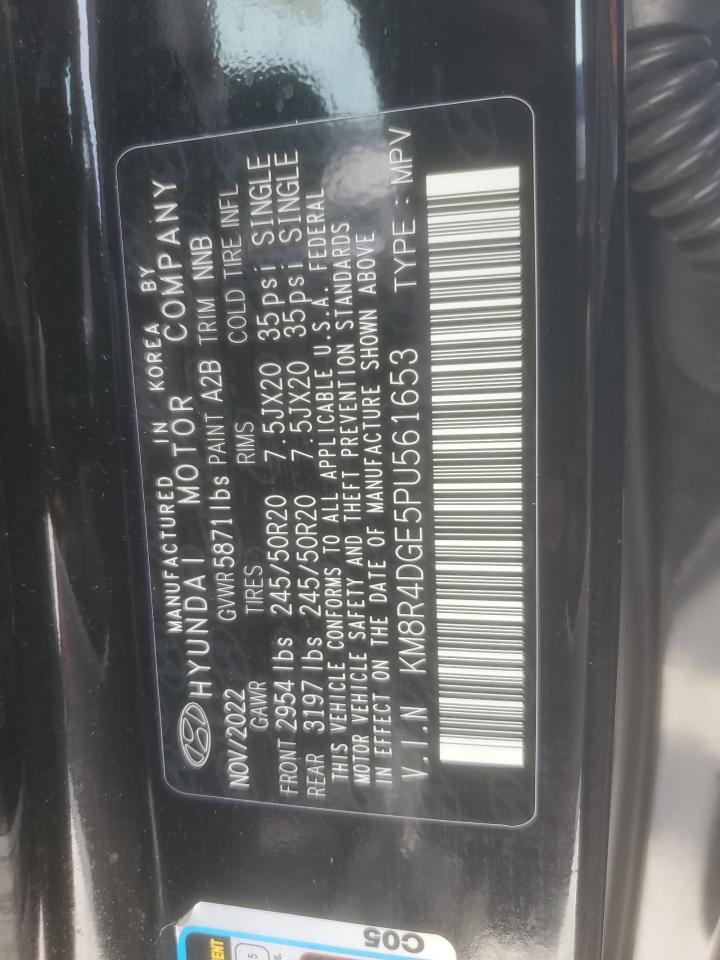 MANUFACTURED IN KOREA BY
HYUNDAI MOTOR COMPANY
NOV/2022 GVWR 5871lbs PAINT A2B TRIM NNB
GAWR TIRES RIMS COLD TIRE INFL
FRONT 2954 lbs 245/50R20 7.5JX20 35psi SINGLE
REAR 3197 lbs 245/50R20 7.5JX20 35psi SINGLE
THIS VEHICLE CONFORMS TO ALL APPLICABLE U.S.A. FEDERAL
MOTOR VEHICLE SAFETY AND THEFT PREVENTION STANDARDS
IN EFFECT ON THE DATE OF MANUFACTURE SHOWN ABOVE
V.I.N KM8R4DGE5PU561653 TYPE : MPV
5
C05